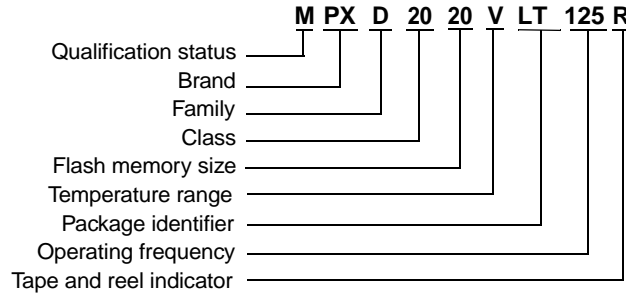 M PX D 20 20 V LT 125 R
Qualification status
Brand
Family
Class
Flash memory size
Temperature range
Package identifier
Operating frequency
Tape and reel indicator